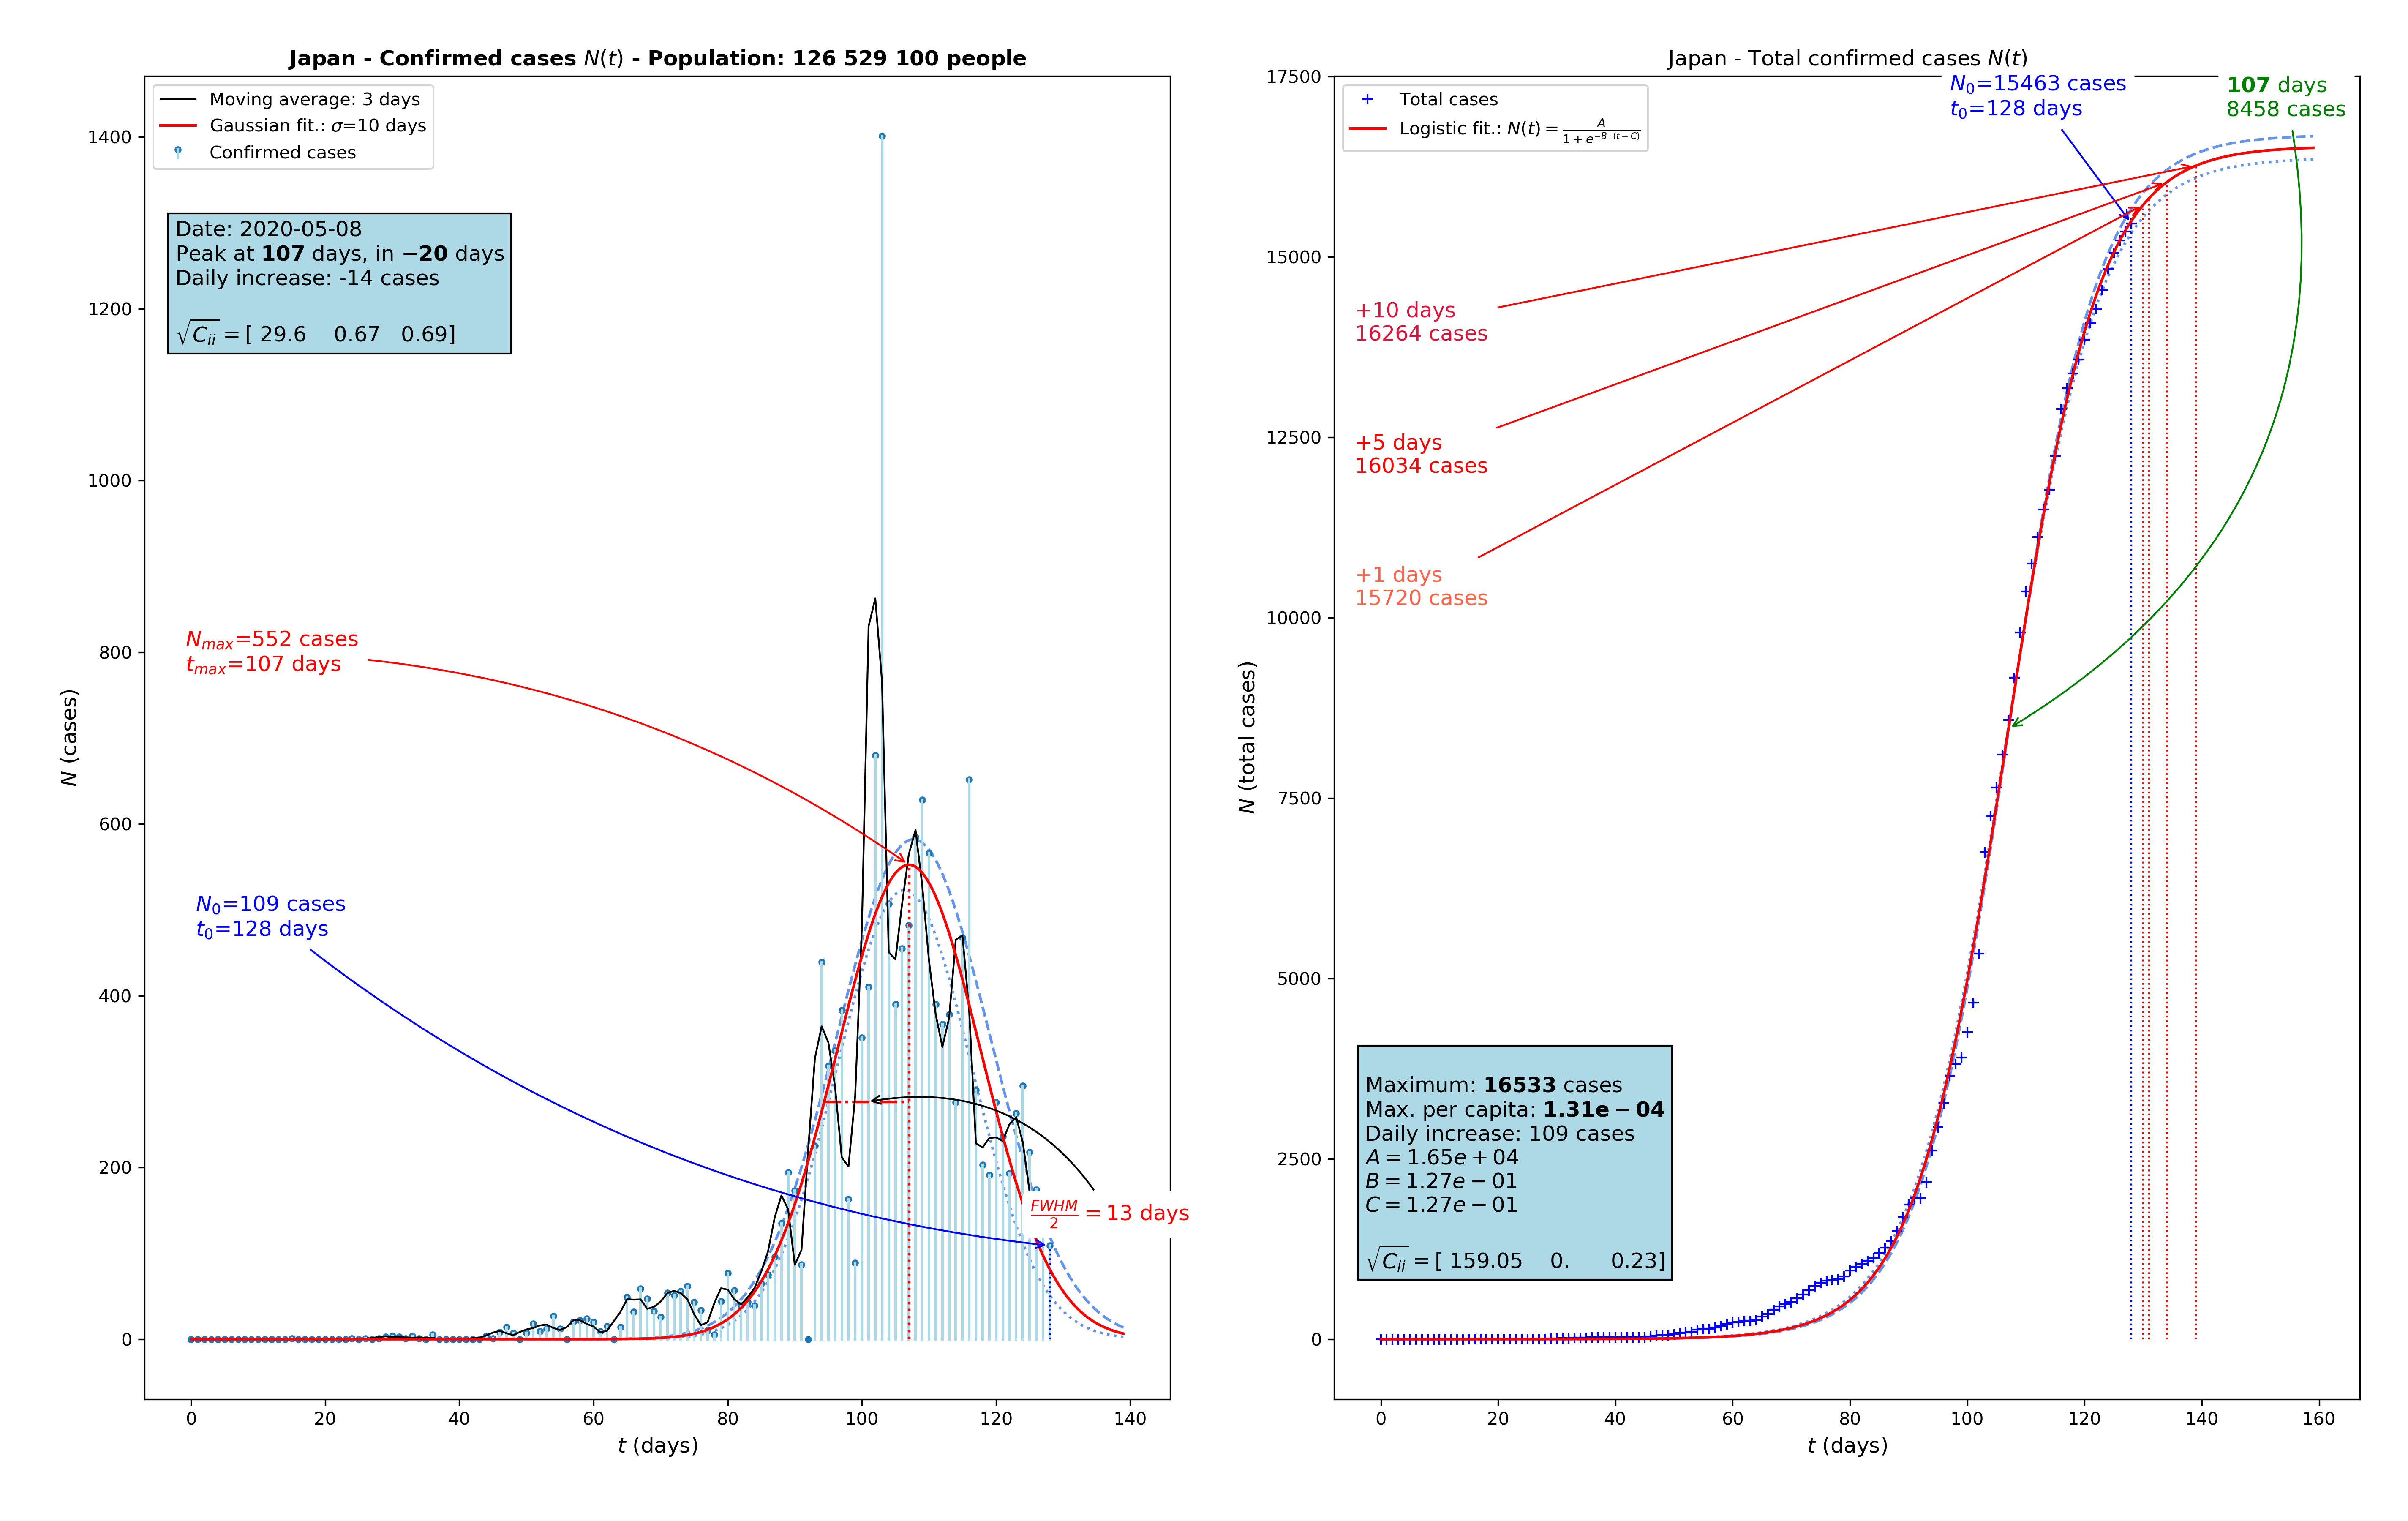 Japan - Confirmed cases N(t) - Population: 126 529 100 people
Moving average: 3 days
Gaussian fit.: σ=10 days
Confirmed cases
Date: 2020-05-08
Peak at 107 days, in −20 days
Daily increase: -14 cases
√C_ii = [ 29.6 0.67 0.69]
N_max=552 cases
t_max=107 days
N_0=109 cases
t_0=128 days
FWHM/2 = 13 days
N (cases)
1400
1200
1000
800
600
400
200
0
0 20 40 60 80 100 120 140
t (days)
Japan - Total confirmed cases N(t)
Total cases
Logistic fit.: N(t) = A/(1+e^{−B·(t−C)})
N_0=15463 cases
t_0=128 days
107 days
8458 cases
+10 days
16264 cases
+5 days
16034 cases
+1 days
15720 cases
Maximum: 16533 cases
Max. per capita: 1.31e − 04
Daily increase: 109 cases
A = 1.65e + 04
B = 1.27e − 01
C = 1.27e − 01
√C_ii = [ 159.05 0. 0.23]
N (total cases)
17500
15000
12500
10000
7500
5000
2500
0
0 20 40 60 80 100 120 140 160
t (days)